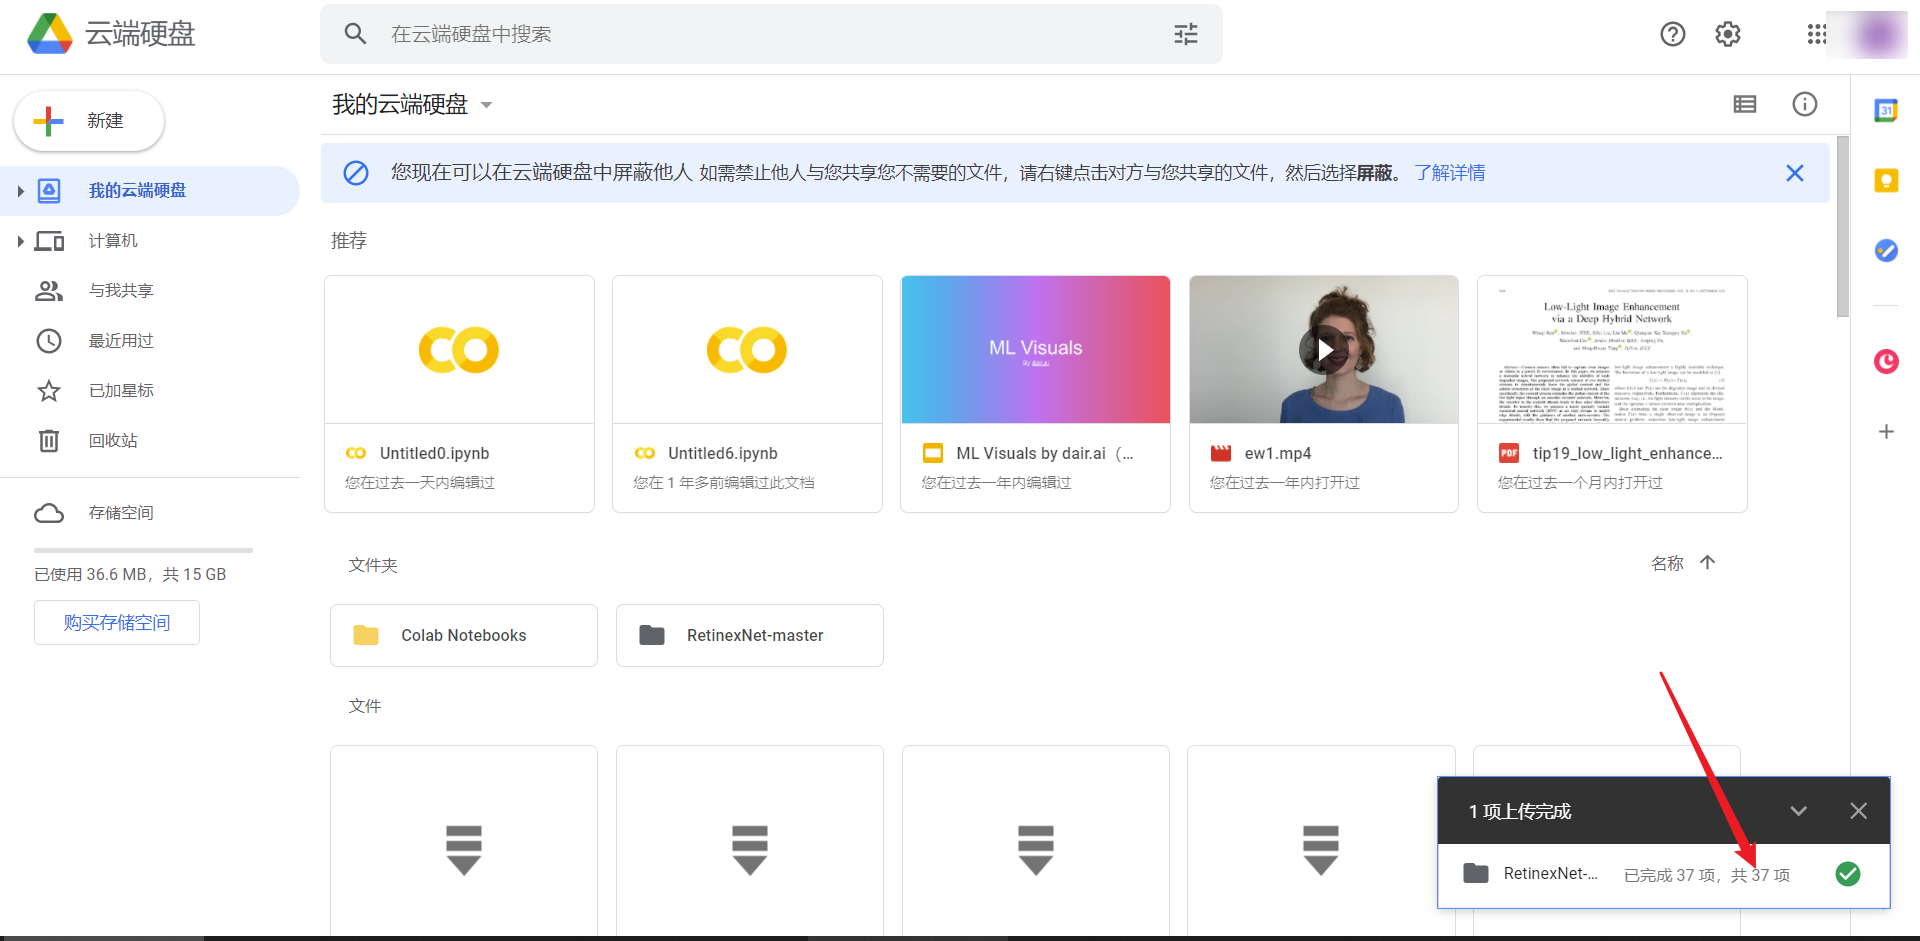 云端硬盘
在云端硬盘中搜索
新建
我的云端硬盘
计算机
与我共享
最近用过
已加星标
回收站
存储空间
已使用 36.6 MB，共 15 GB
购买存储空间
我的云端硬盘
您现在可以在云端硬盘中屏蔽他人 如需禁止他人与您共享您不需要的文件，请右键点击对方与您共享的文件，然后选择屏蔽。 了解详情
推荐
ML Visuals
By dair.ai
Low-Light Image Enhancement
via a Deep Hybrid Network
Untitled0.ipynb
您在过去一天内编辑过
Untitled6.ipynb
您在 1 年多前编辑过此文档
ML Visuals by dair.ai（...
您在过去一年内编辑过
ew1.mp4
您在过去一年内打开过
PDF
tip19_low_light_enhance...
您在过去一个月内打开过
文件夹
名称
Colab Notebooks
RetinexNet-master
文件
1 项上传完成
RetinexNet-...
已完成 37 项，共 37 项
31